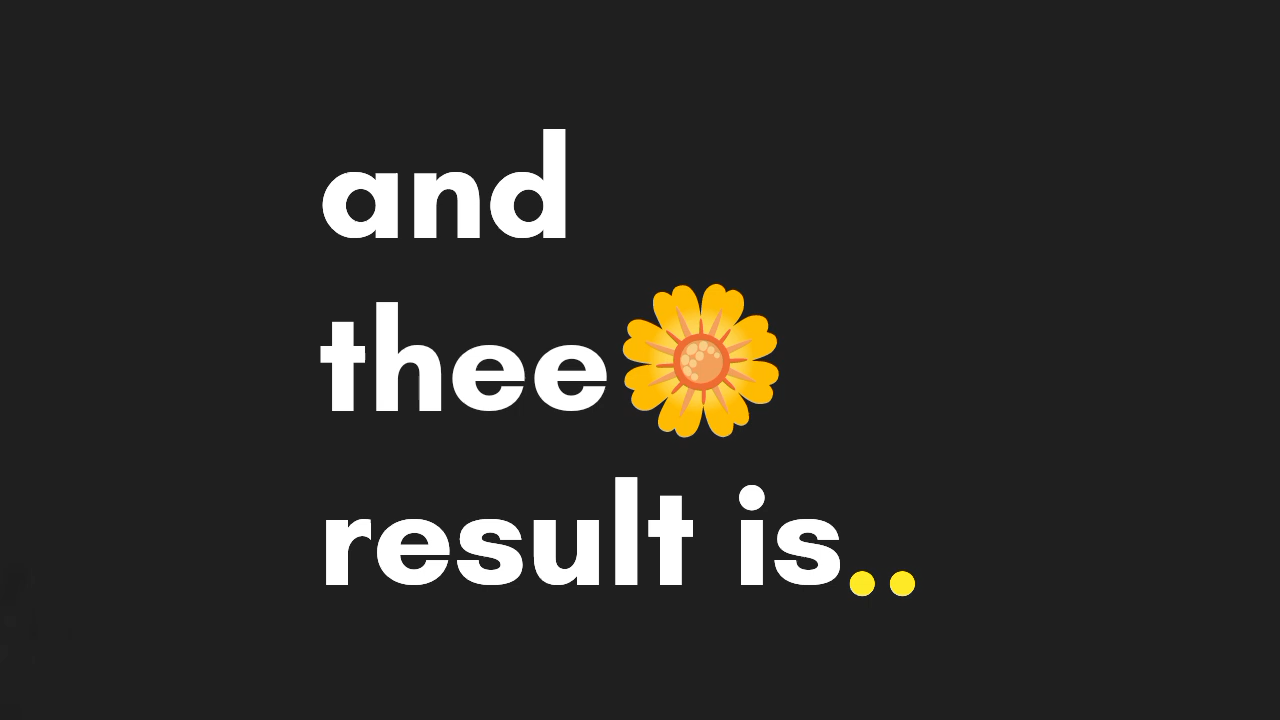 and
thee🌼
result is..